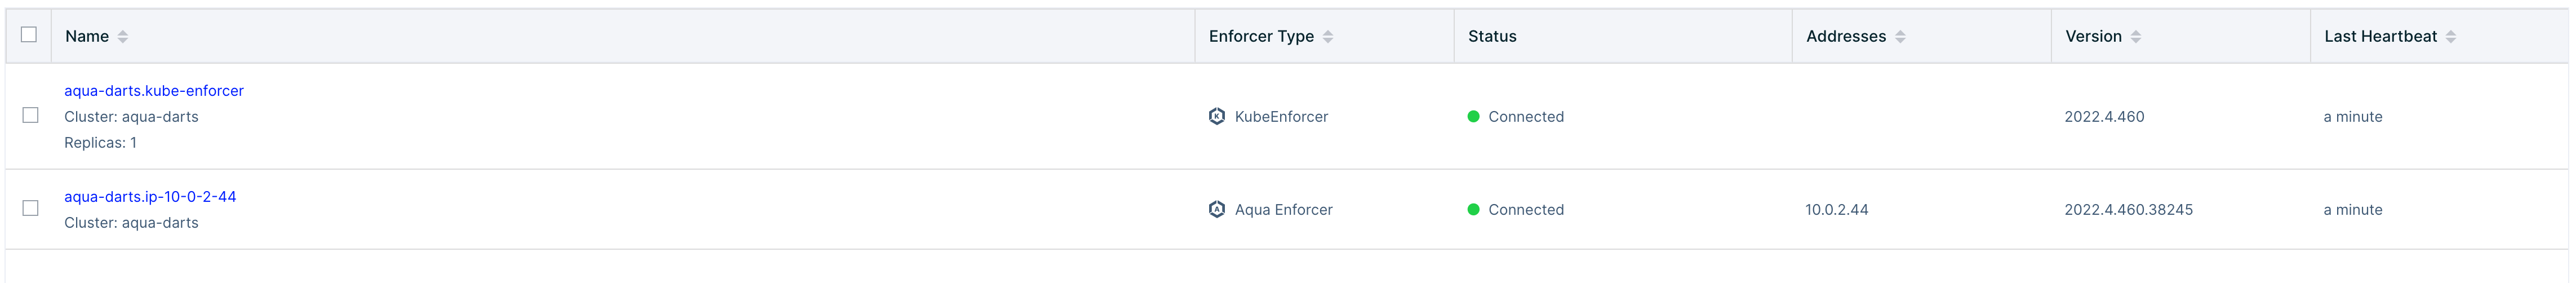 Name
Enforcer Type
Status
Addresses
Version
Last Heartbeat
aqua-darts.kube-enforcer
Cluster: aqua-darts
Replicas: 1
KubeEnforcer
Connected
2022.4.460
a minute
aqua-darts.ip-10-0-2-44
Cluster: aqua-darts
Aqua Enforcer
Connected
10.0.2.44
2022.4.460.38245
a minute